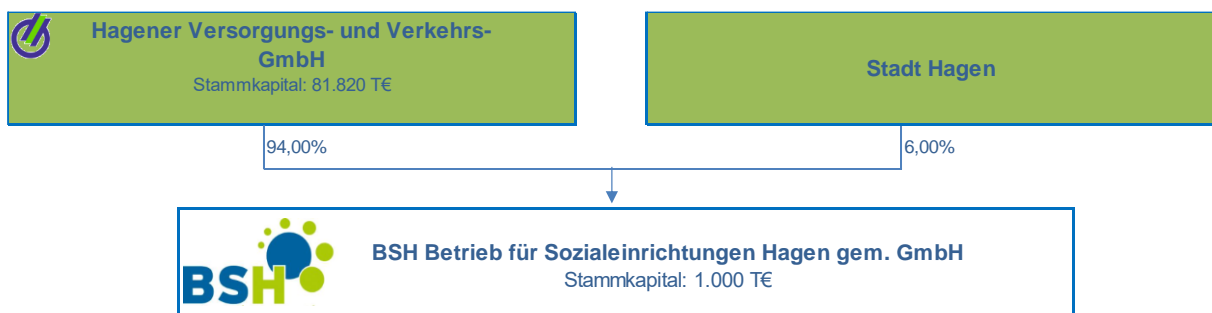 Hagener Versorgungs- und Verkehrs-
GmbH
Stammkapital: 81.820 T€
Stadt Hagen
94,00%
6,00%
BSH
BSH Betrieb für Sozialeinrichtungen Hagen gem. GmbH
Stammkapital: 1.000 T€